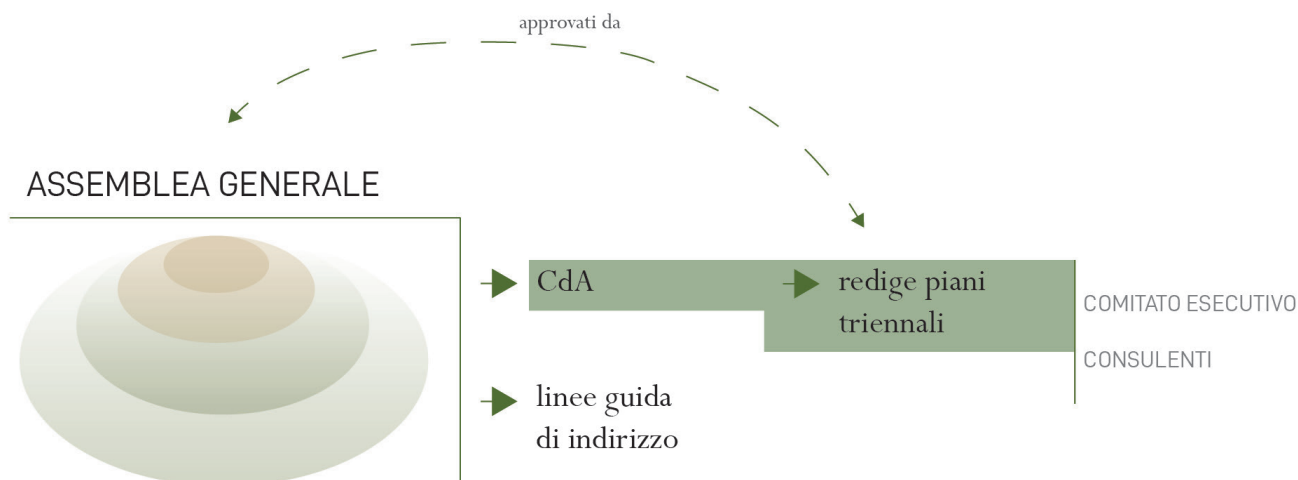 approvati da
ASSEMBLEA GENERALE
CdA
redige piani
triennali
COMITATO ESECUTIVO
CONSULENTI
linee guida
di indirizzo